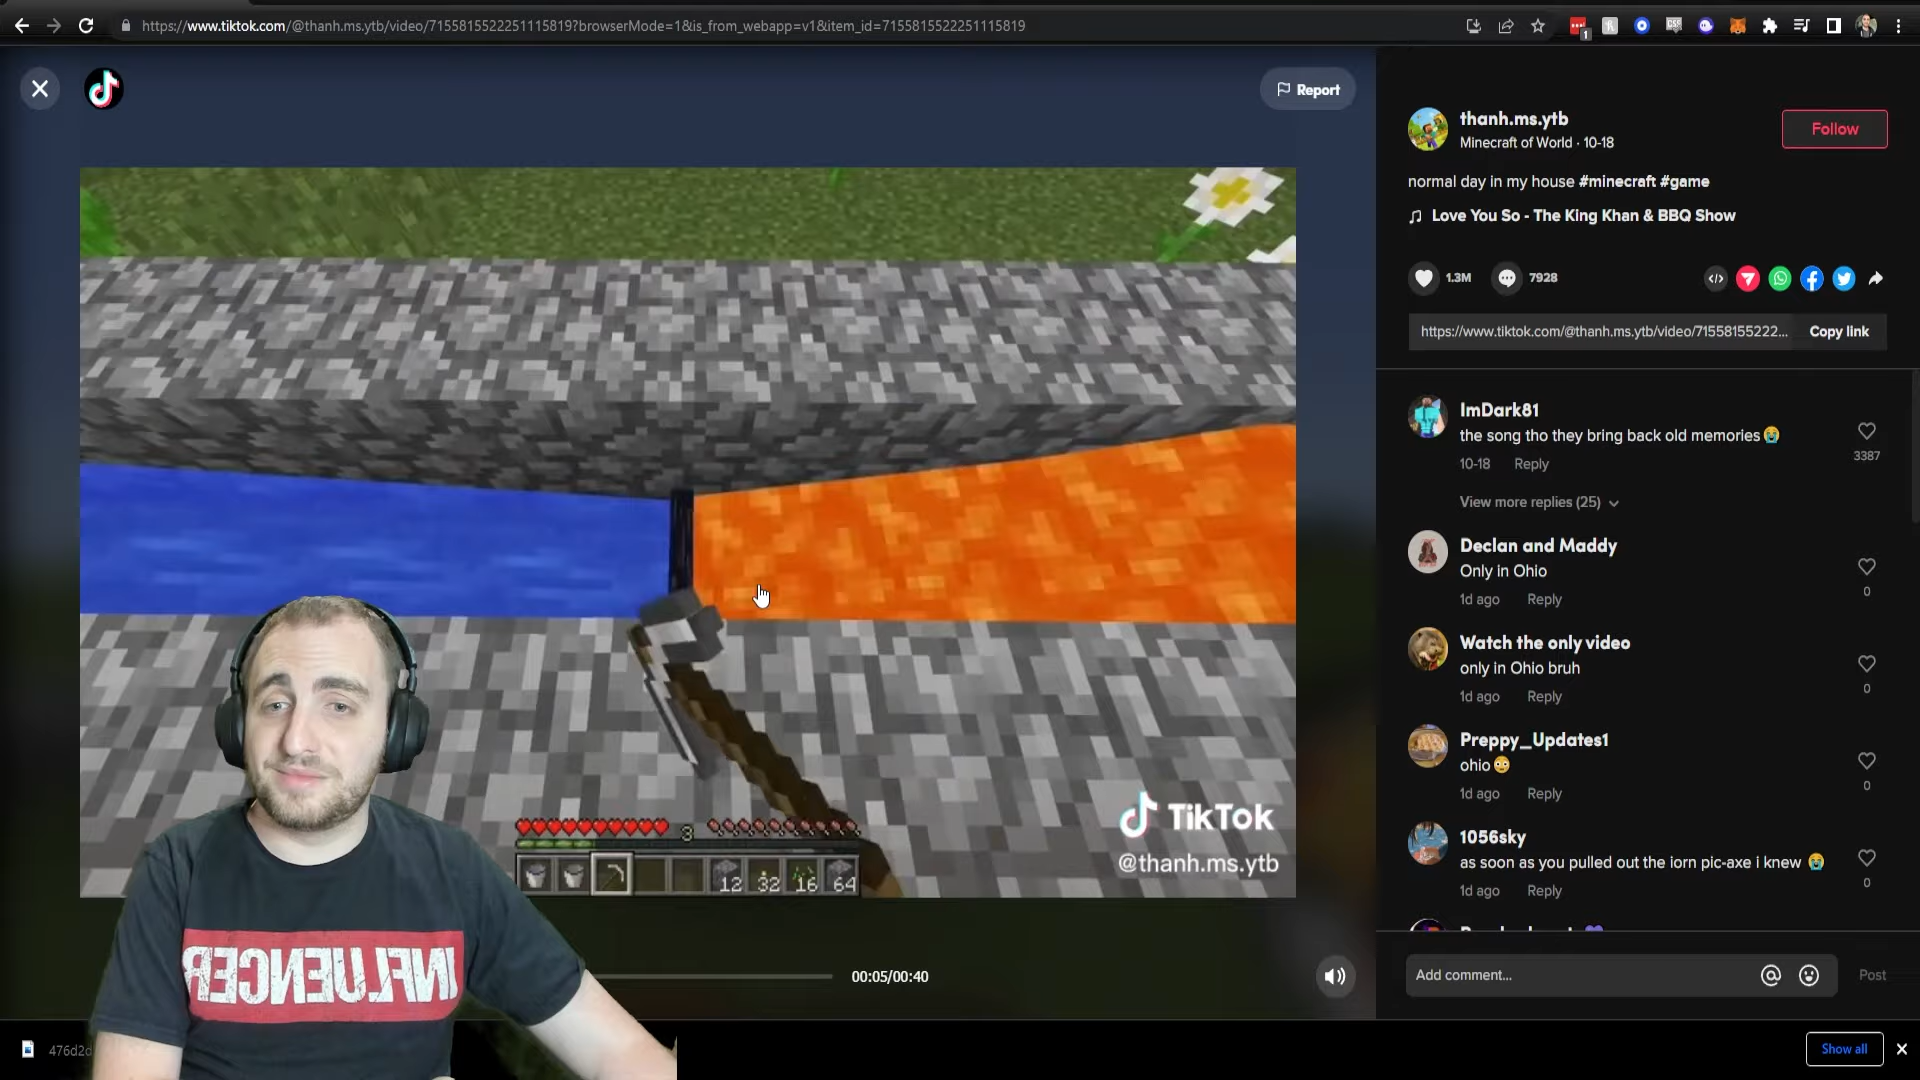 https://www.tiktok.com/@thanh.ms.ytb/video/7155815522251115819?browserMode=1&is_from_webapp=v1&item_id=7155815522251115819
1
Report
thanh.ms.ytb
Minecraft of World · 10-18
Follow
normal day in my house #minecraft #game
Love You So - The King Khan & BBQ Show
1.3M
7928
https://www.tiktok.com/@thanh.ms.ytb/video/71558155222...
Copy link
ImDark81
the song tho they bring back old memories😭
10-18 Reply
3387
View more replies (25)
Declan and Maddy
Only in Ohio
1d ago Reply
0
Watch the only video
only in Ohio bruh
1d ago Reply
0
Preppy_Updates1
ohio😳
1d ago Reply
0
1056sky
as soon as you pulled out the iorn pic-axe i knew 😭
1d ago Reply
0
TikTok
@thanh.ms.ytb
3
12 32 16 64
INFLUENCER
00:05/00:40
Add comment...
Post
476d2d
Show all